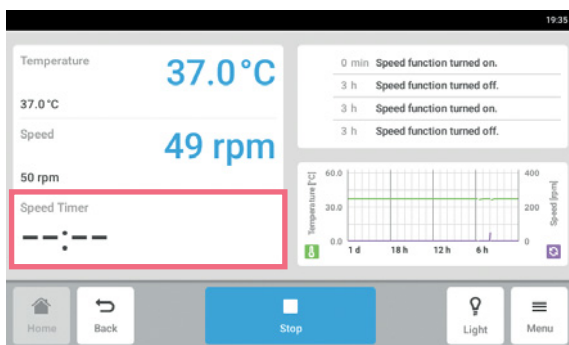 19:35
Temperature
37.0°C
37.0°C
Speed
49 rpm
50 rpm
Speed Timer
--:--
0 min Speed function turned on.
3 h Speed function turned off.
3 h Speed function turned on.
3 h Speed function turned off.
Temperature [°C]
60.0
30.0
0.0
1 d 18 h 12 h 6 h
400
200
0
Speed [rpm]
Home
Back
Stop
Light
Menu